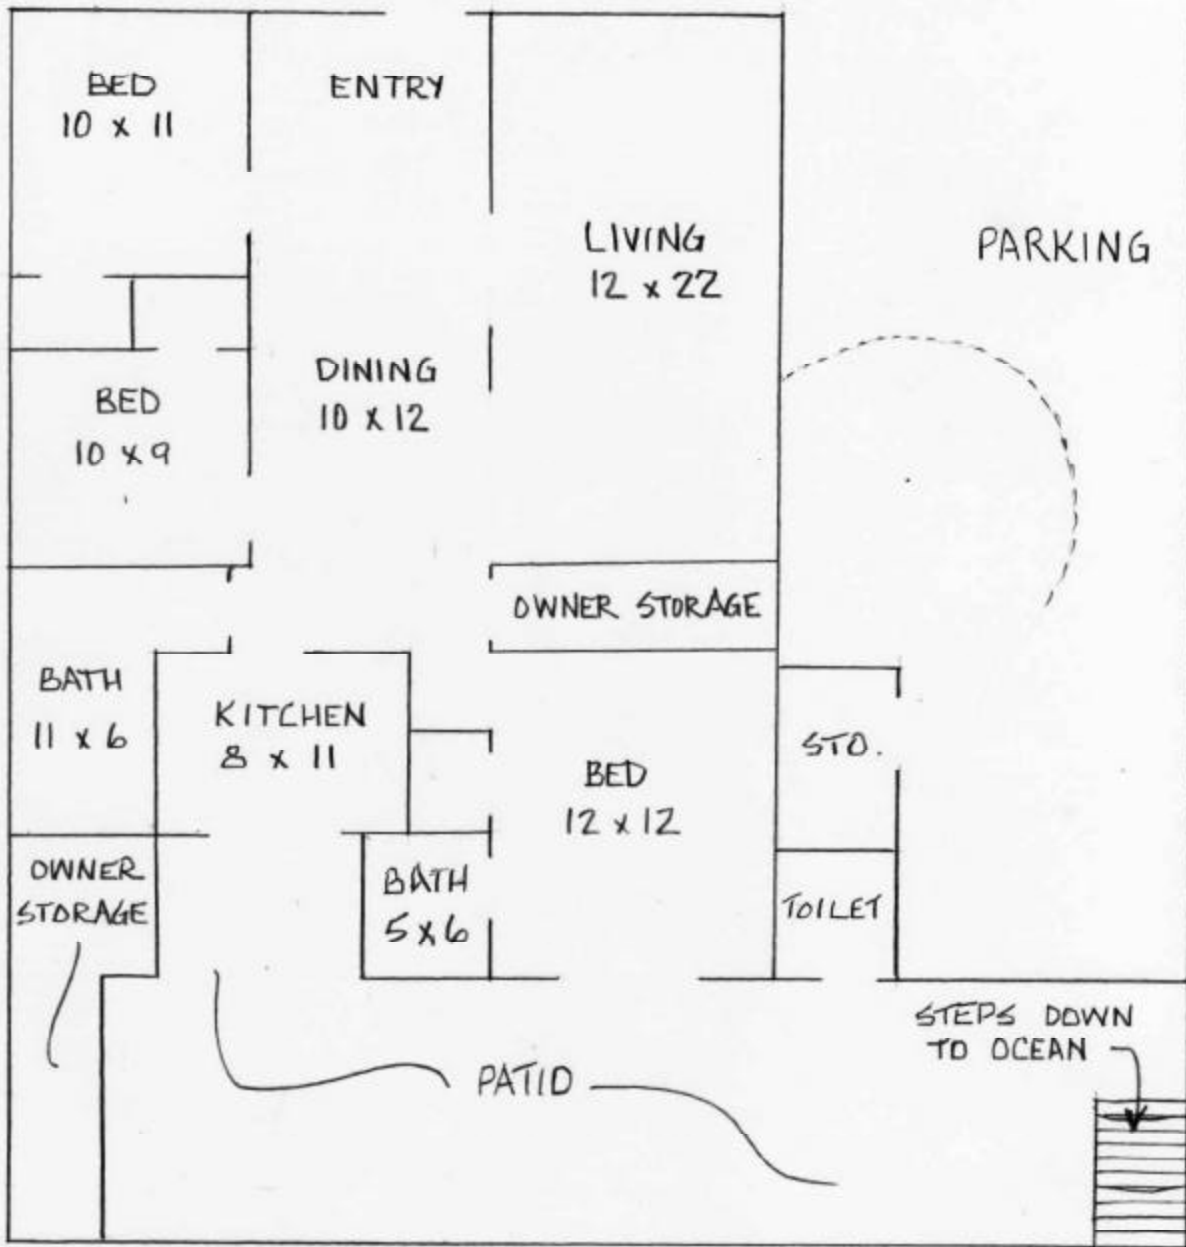 BED
10 x 11
ENTRY
LIVING
12 x 22
PARKING
DINING
10 x 12
BED
10 x 9
OWNER STORAGE
BATH
11 x 6
KITCHEN
8 x 11
BED
12 x 12
STO.
OWNER
STORAGE
BATH
5 x 6
TOILET
STEPS DOWN
TO OCEAN
PATIO